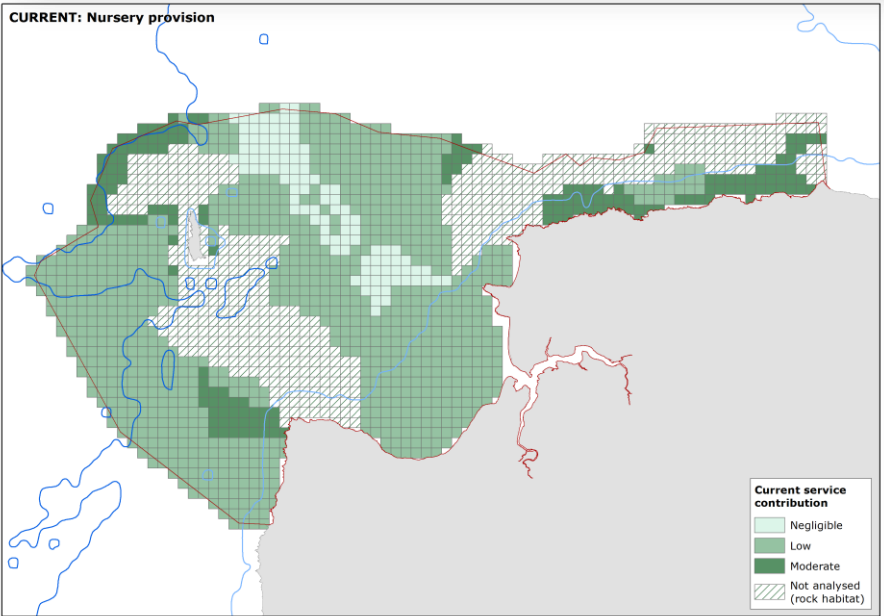 CURRENT: Nursery provision
Current service
contribution
Negligible
Low
Moderate
Not analysed
(rock habitat)